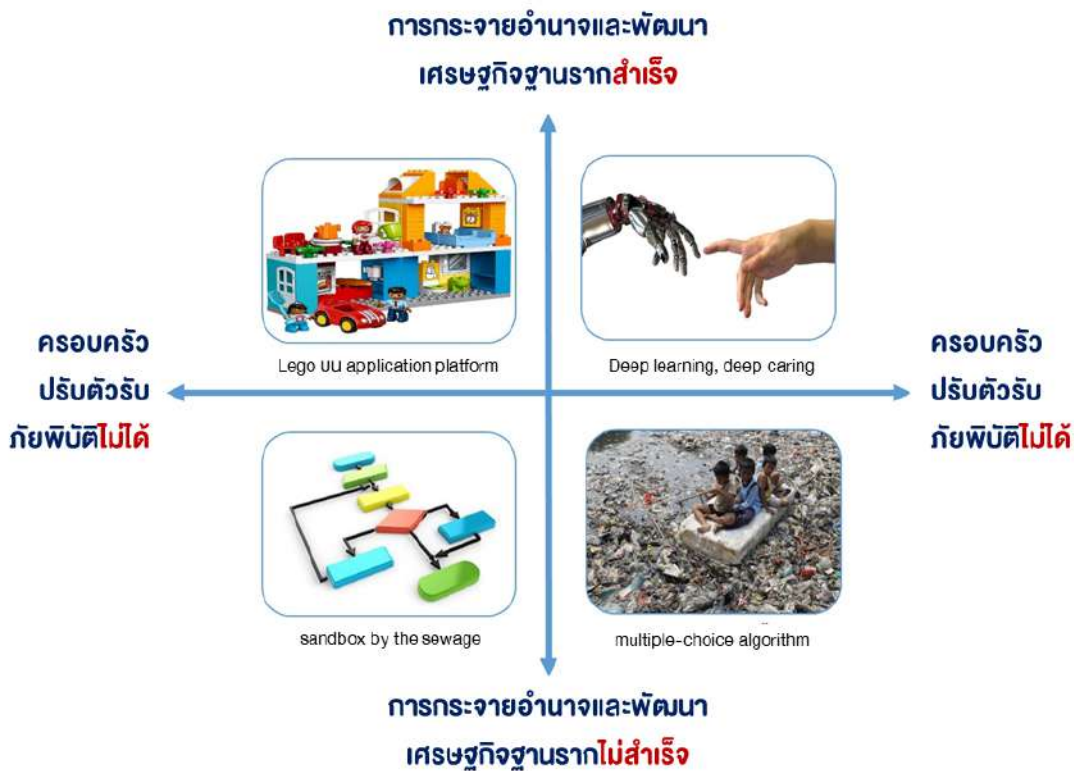 การกระจายอำนาจและพัฒนา
เศรษฐกิจฐานรากสำเร็จ
Lego บน application platform
Deep learning, deep caring
ครอบครัว
ปรับตัวรับ
ภัยพิบัติไม่ได้
ครอบครัว
ปรับตัวรับ
ภัยพิบัติไม่ได้
sandbox by the sewage
multiple-choice algorithm
การกระจายอำนาจและพัฒนา
เศรษฐกิจฐานรากไม่สำเร็จ